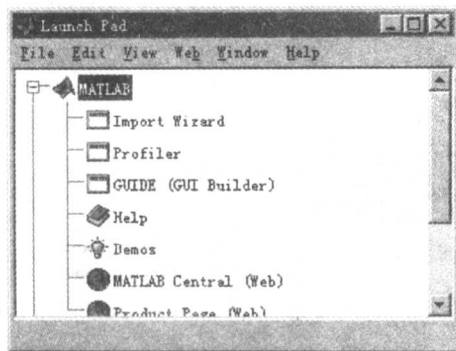 Launch Pad
File Edit View Web Window Help
MATLAB
Import Wizard
Profiler
GUIDE (GUI Builder)
Help
Demos
MATLAB Central (Web)
Product Page (Web)